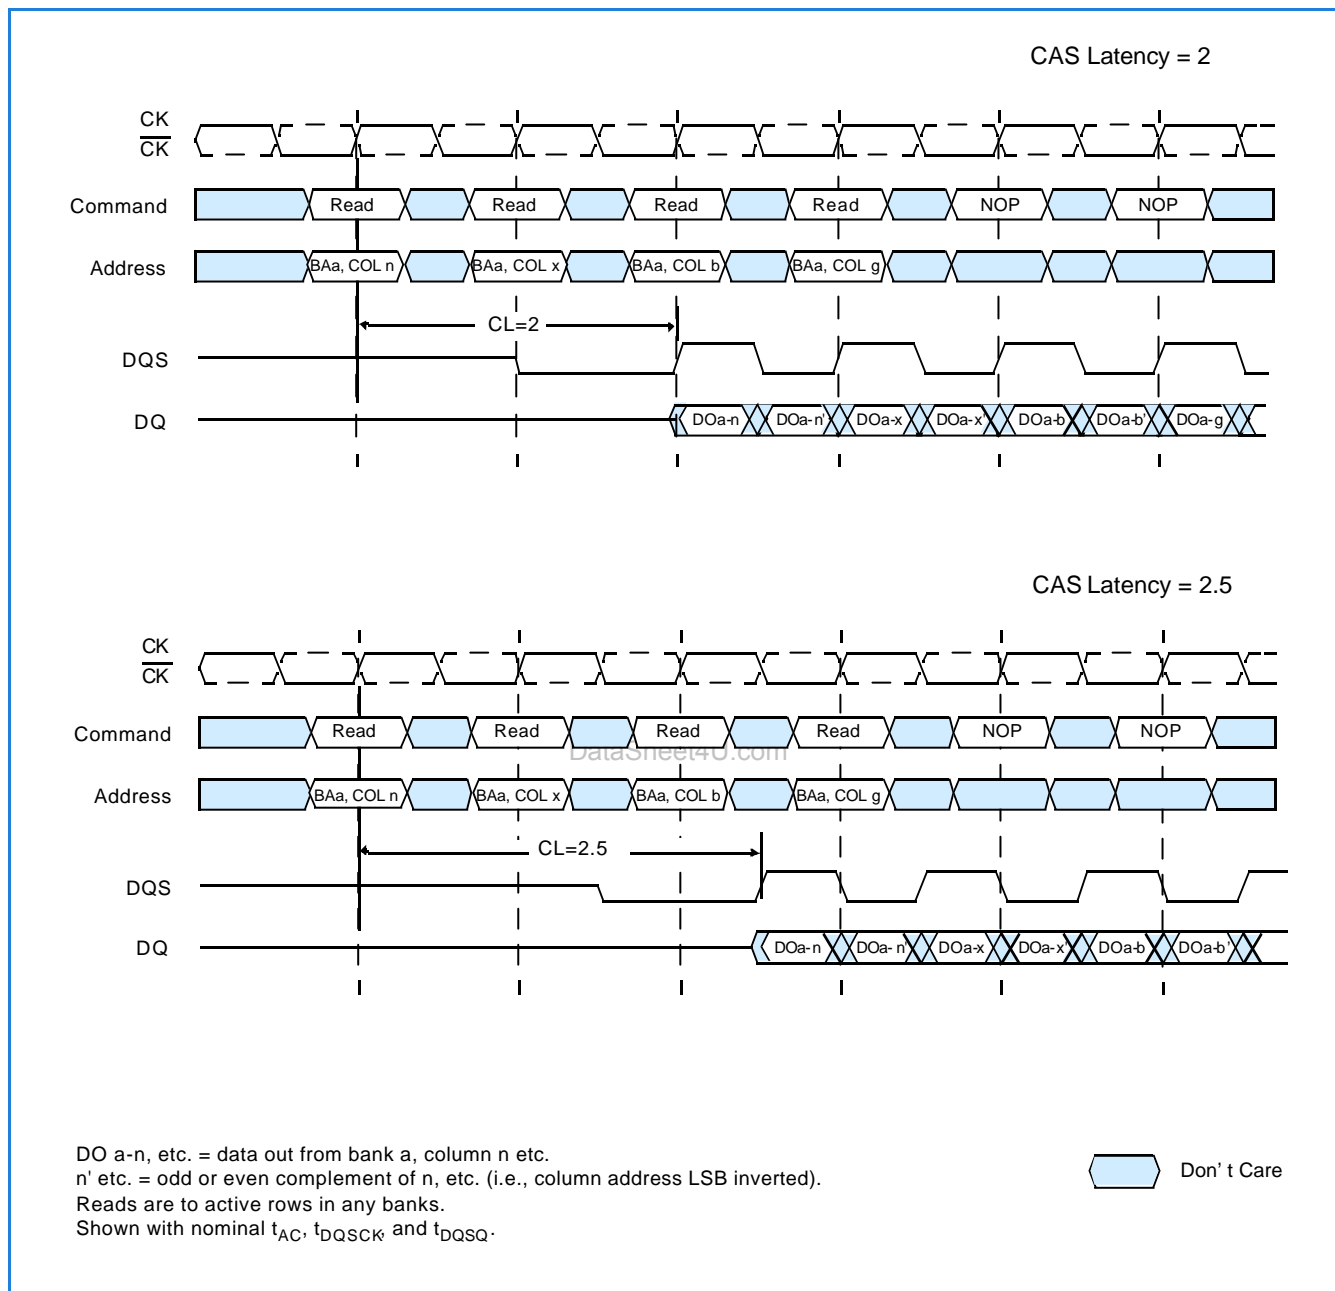 CAS Latency = 2
CK
CK
Command
Read
Read
Read
Read
NOP
NOP
Address
BAa, COL n
BAa, COL x
BAa, COL b
BAa, COL g
CL=2
DQS
DQ
DOa-n
DOa-n'
DOa-x
DOa-x'
DOa-b
DOa-b'
DOa-g
CAS Latency = 2.5
CK
CK
Command
Read
Read
Read
Read
NOP
NOP
DataSheet4U.com
Address
BAa, COL n
BAa, COL x
BAa, COL b
BAa, COL g
CL=2.5
DQS
DQ
DOa-n
DOa-n'
DOa-x
DOa-x'
DOa-b
DOa-b'
DO a-n, etc. = data out from bank a, column n etc.
n' etc. = odd or even complement of n, etc. (i.e., column address LSB inverted).
Reads are to active rows in any banks.
Shown with nominal tAC, tDQSCK, and tDQSQ.
Don' t Care